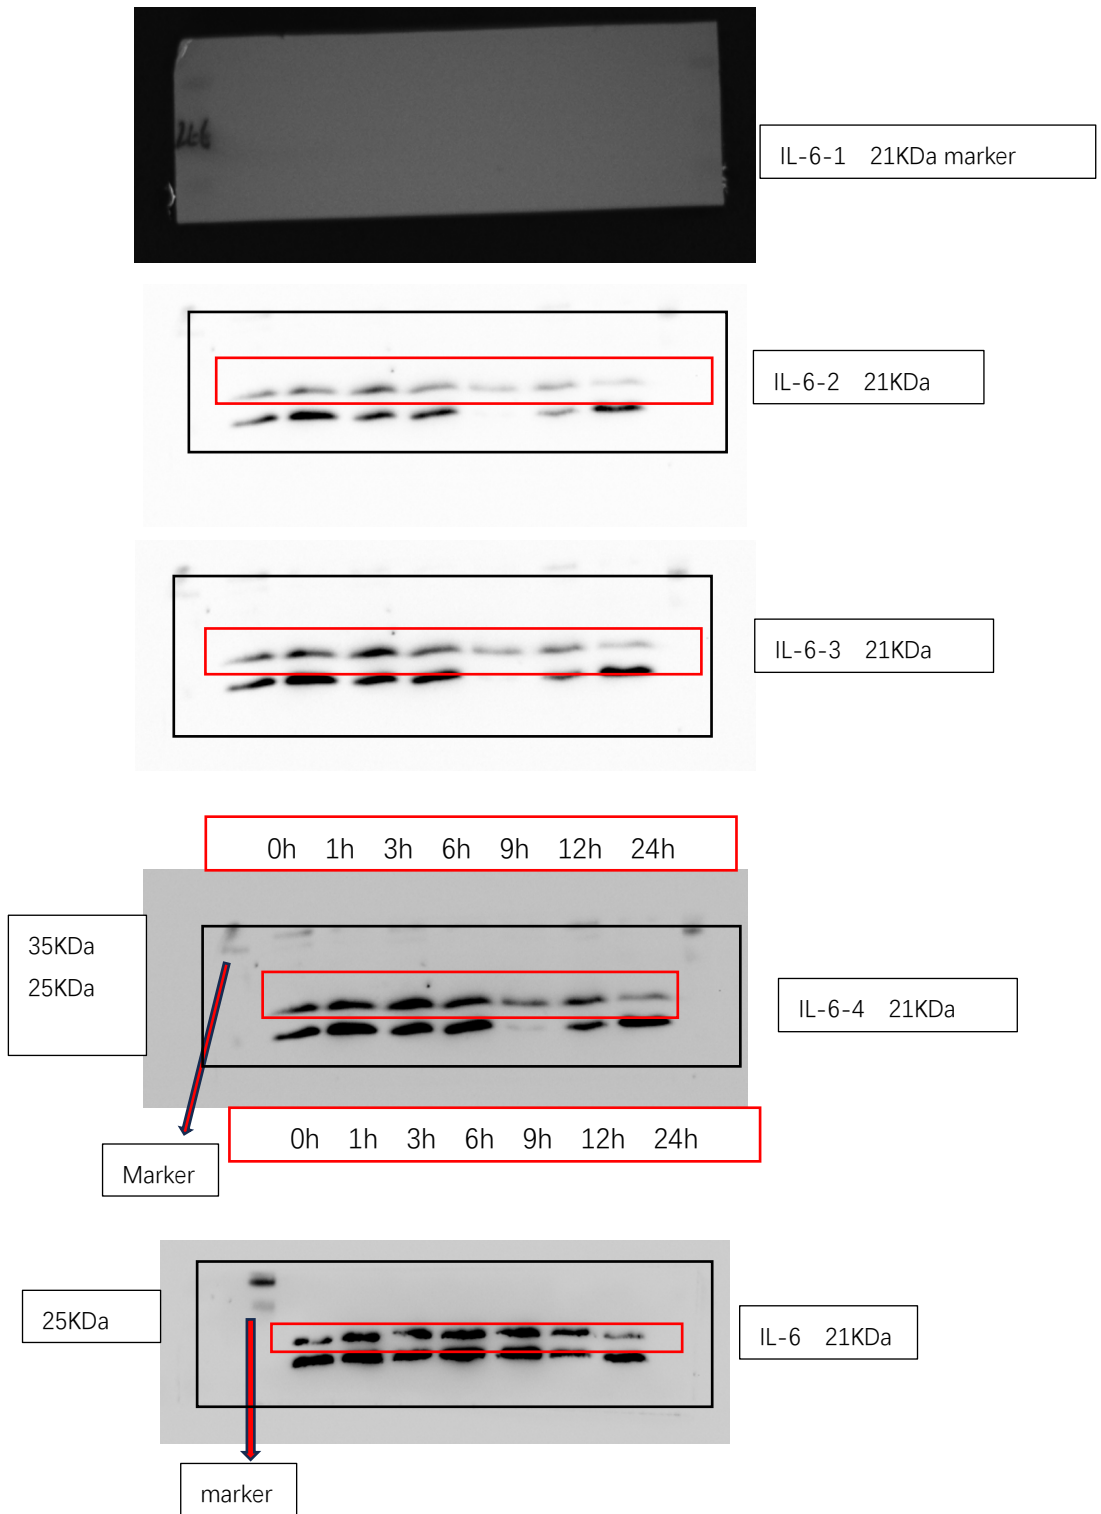 IL-6-1 21KDa marker
IL-6-2 21KDa
IL-6-3 21KDa
0h 1h 3h 6h 9h 12h 24h
35KDa
25KDa
IL-6-4 21KDa
0h 1h 3h 6h 9h 12h 24h
Marker
25KDa
IL-6 21KDa
marker